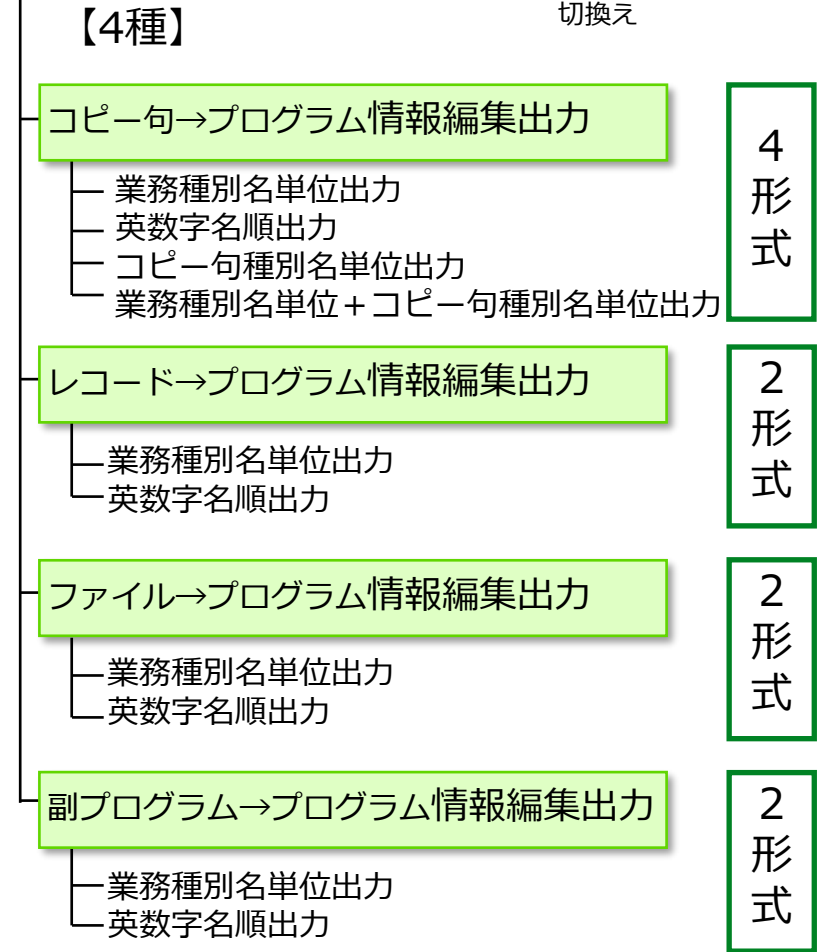 切換え
【4種】
コピー句→プログラム情報編集出力
業務種別名単位出力
英数字名順出力
コピー句種別名単位出力
業務種別名単位+コピー句種別名単位出力
4形式
レコード→プログラム情報編集出力
業務種別名単位出力
英数字名順出力
2形式
ファイル→プログラム情報編集出力
業務種別名単位出力
英数字名順出力
2形式
副プログラム→プログラム情報編集出力
業務種別名単位出力
英数字名順出力
2形式